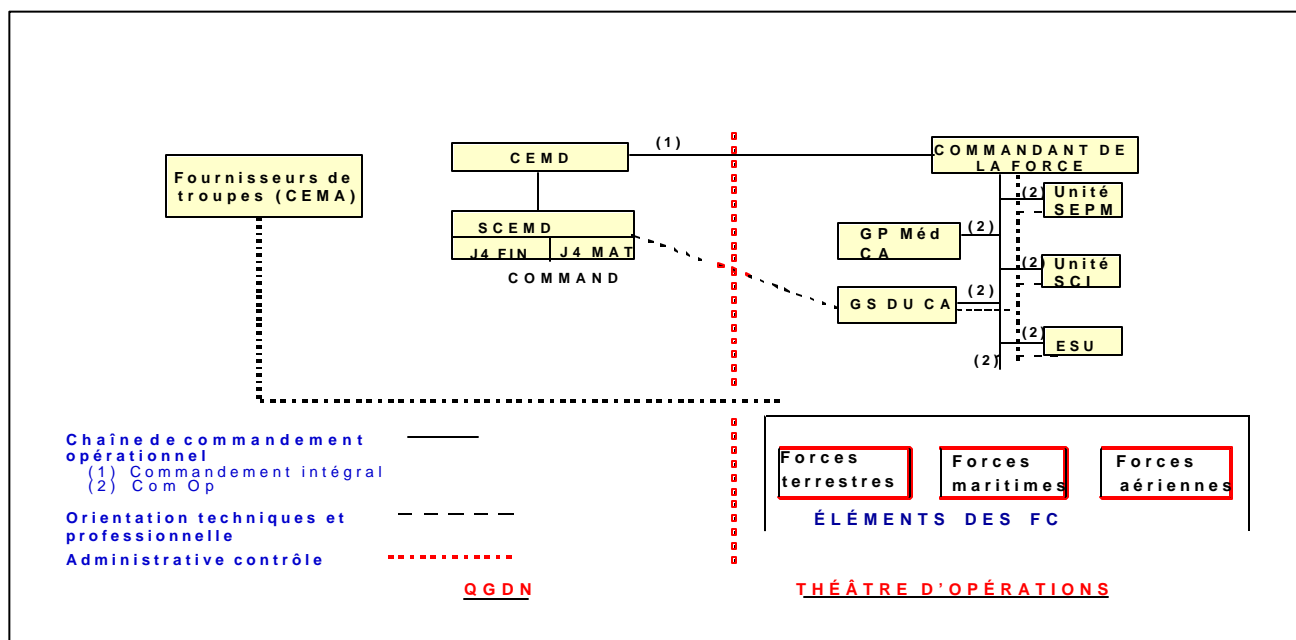 (1)
CEMD
COMMANDANT DE
LA FORCE
Fournisseurs de
troupes (CEMA)
(2) Unité
SEPM
SCEMD
J4 FIN J4 MAT
COMMAND
GP Méd
CA
(2)
(2) Unité
SCI
GS DU CA
(2)
(2)
ESU
(2)
Chaîne de commandement
opérationnel
(1) Commandement intégral
(2) Com Op
Orientation techniques et
professionnelle
Administrative contrôle
Forces
terrestres
Forces
maritimes
Forces
aériennes
ÉLÉMENTS DES FC
QGDN
THÉÂTRE D'OPÉRATIONS